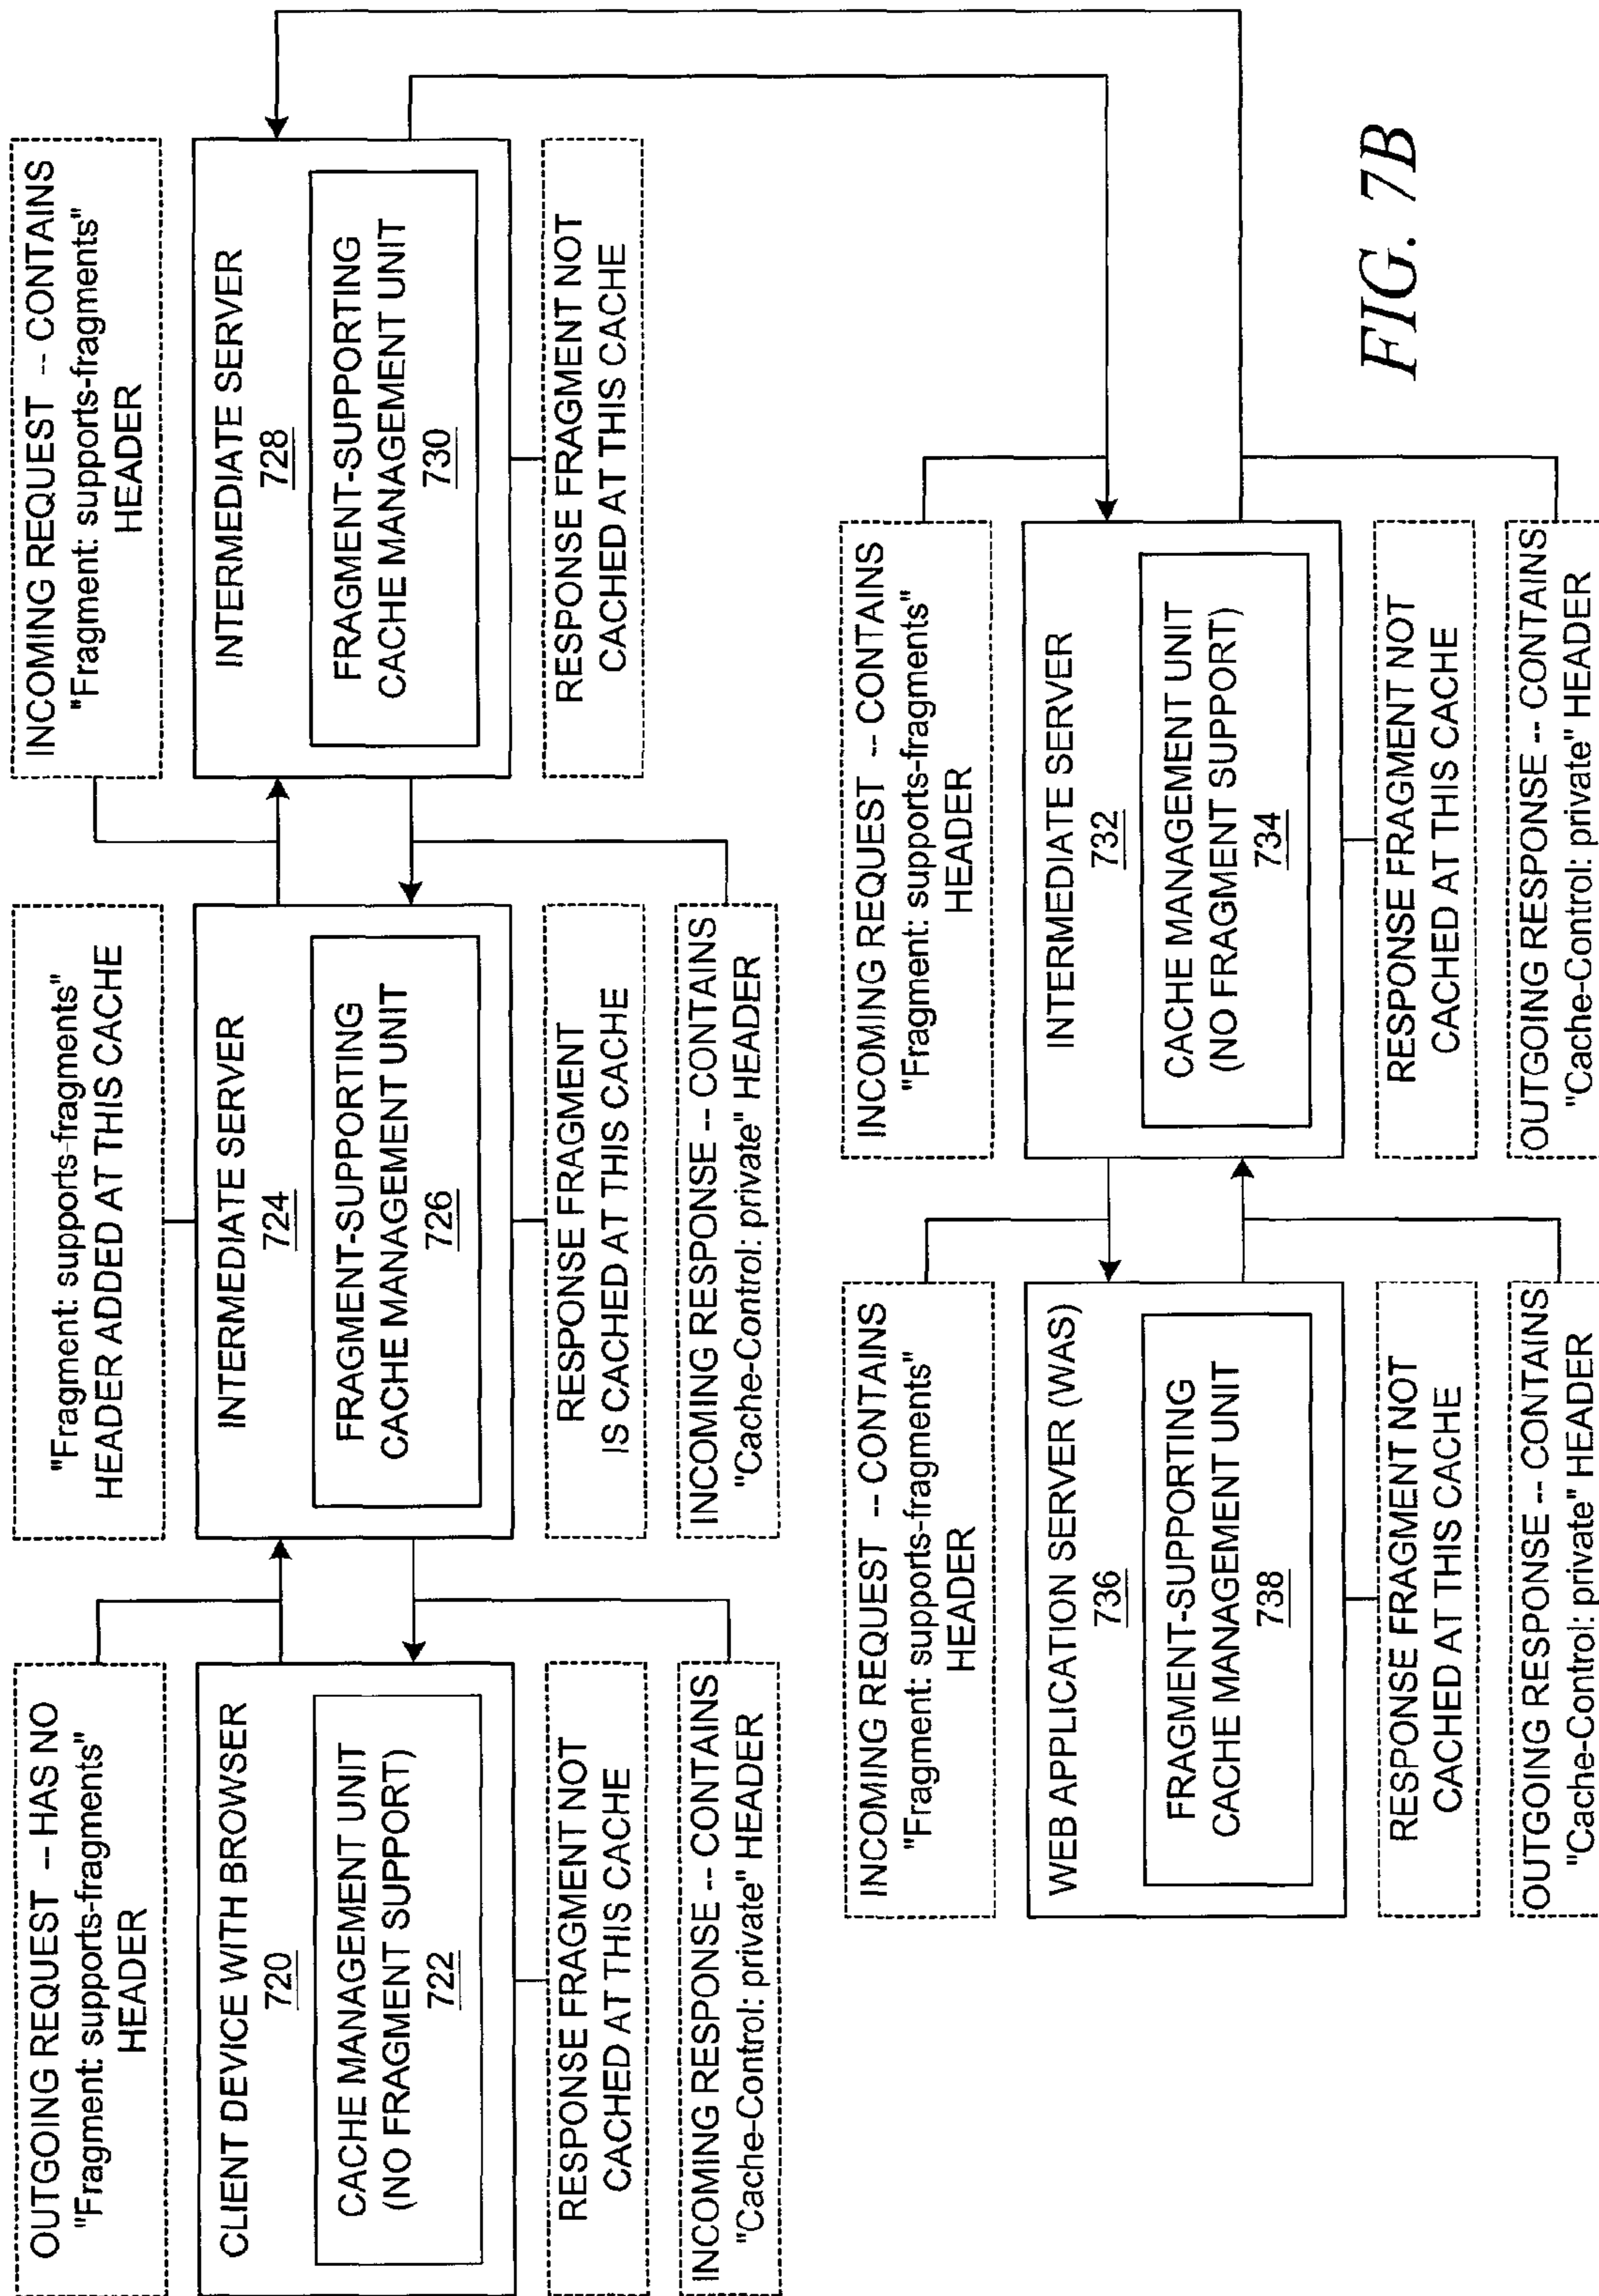 OUTGOING REQUEST -- HAS NO
"Fragment: supports-fragments"
HEADER
CLIENT DEVICE WITH BROWSER
720
CACHE MANAGEMENT UNIT
(NO FRAGMENT SUPPORT)
722
RESPONSE FRAGMENT NOT
CACHED AT THIS CACHE
INCOMING RESPONSE -- CONTAINS
"Cache-Control: private" HEADER
"Fragment: supports-fragments"
HEADER ADDED AT THIS CACHE
INTERMEDIATE SERVER
724
FRAGMENT-SUPPORTING
CACHE MANAGEMENT UNIT
726
RESPONSE FRAGMENT
IS CACHED AT THIS CACHE
INCOMING RESPONSE -- CONTAINS
"Cache-Control: private" HEADER
INCOMING REQUEST -- CONTAINS
"Fragment: supports-fragments"
HEADER
INTERMEDIATE SERVER
728
FRAGMENT-SUPPORTING
CACHE MANAGEMENT UNIT
730
RESPONSE FRAGMENT NOT
CACHED AT THIS CACHE
INCOMING REQUEST -- CONTAINS
"Fragment: supports-fragments"
HEADER
WEB APPLICATION SERVER (WAS)
736
FRAGMENT-SUPPORTING
CACHE MANAGEMENT UNIT
738
RESPONSE FRAGMENT NOT
CACHED AT THIS CACHE
OUTGOING RESPONSE -- CONTAINS
"Cache-Control: private" HEADER
INCOMING REQUEST -- CONTAINS
"Fragment: supports-fragments"
HEADER
INTERMEDIATE SERVER
732
CACHE MANAGEMENT UNIT
(NO FRAGMENT SUPPORT)
734
RESPONSE FRAGMENT NOT
CACHED AT THIS CACHE
OUTGOING RESPONSE -- CONTAINS
"Cache-Control: private" HEADER
FIG. 7B